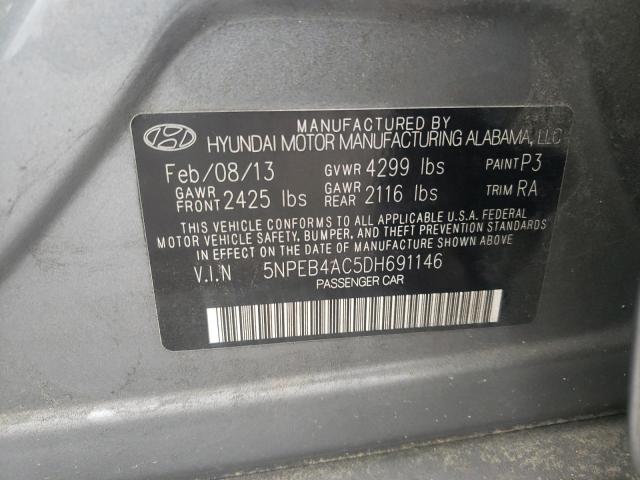 MANUFACTURED BY
HYUNDAI MOTOR MANUFACTURING ALABAMA, LLC
Feb/08/13 GVWR 4299 lbs PAINT P3
GAWR FRONT 2425 lbs GAWR REAR 2116 lbs TRIM RA
THIS VEHICLE CONFORMS TO ALL APPLICABLE U.S.A. FEDERAL
MOTOR VEHICLE SAFETY, BUMPER, AND THEFT PREVENTION STANDARDS
IN EFFECT ON THE DATE OF MANUFACTURE SHOWN ABOVE.
V.I.N / 5NPEB4AC5DH691146
PASSENGER CAR